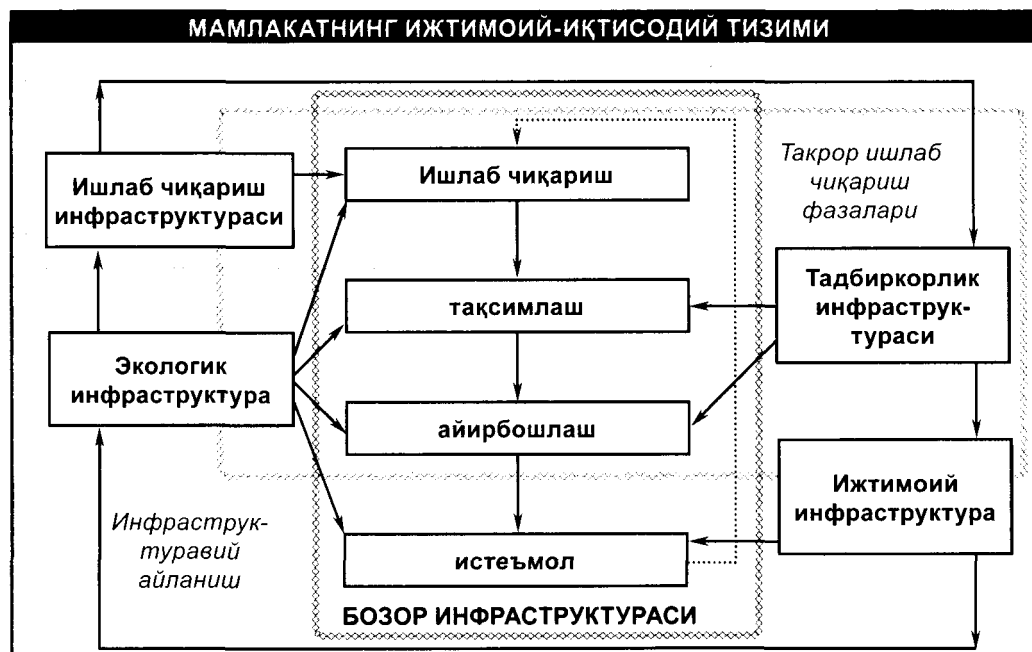 МАМЛАКАТНИНГ ИЖТИМОИЙ-ИҚТИСОДИЙ ТИЗИМИ
Ишлаб чиқариш
инфраструктураси
Экологик
инфраструктура
Инфраструк-
туравий
айланиш
Ишлаб чиқариш
тақсимлаш
айирбошлаш
истеъмол
БОЗОР ИНФРАСТРУКТУРАСИ
Такрор ишлаб
чиқариш
фазалари
Тадбиркорлик
инфраструк-
тураси
Ижтимоий
инфраструктура